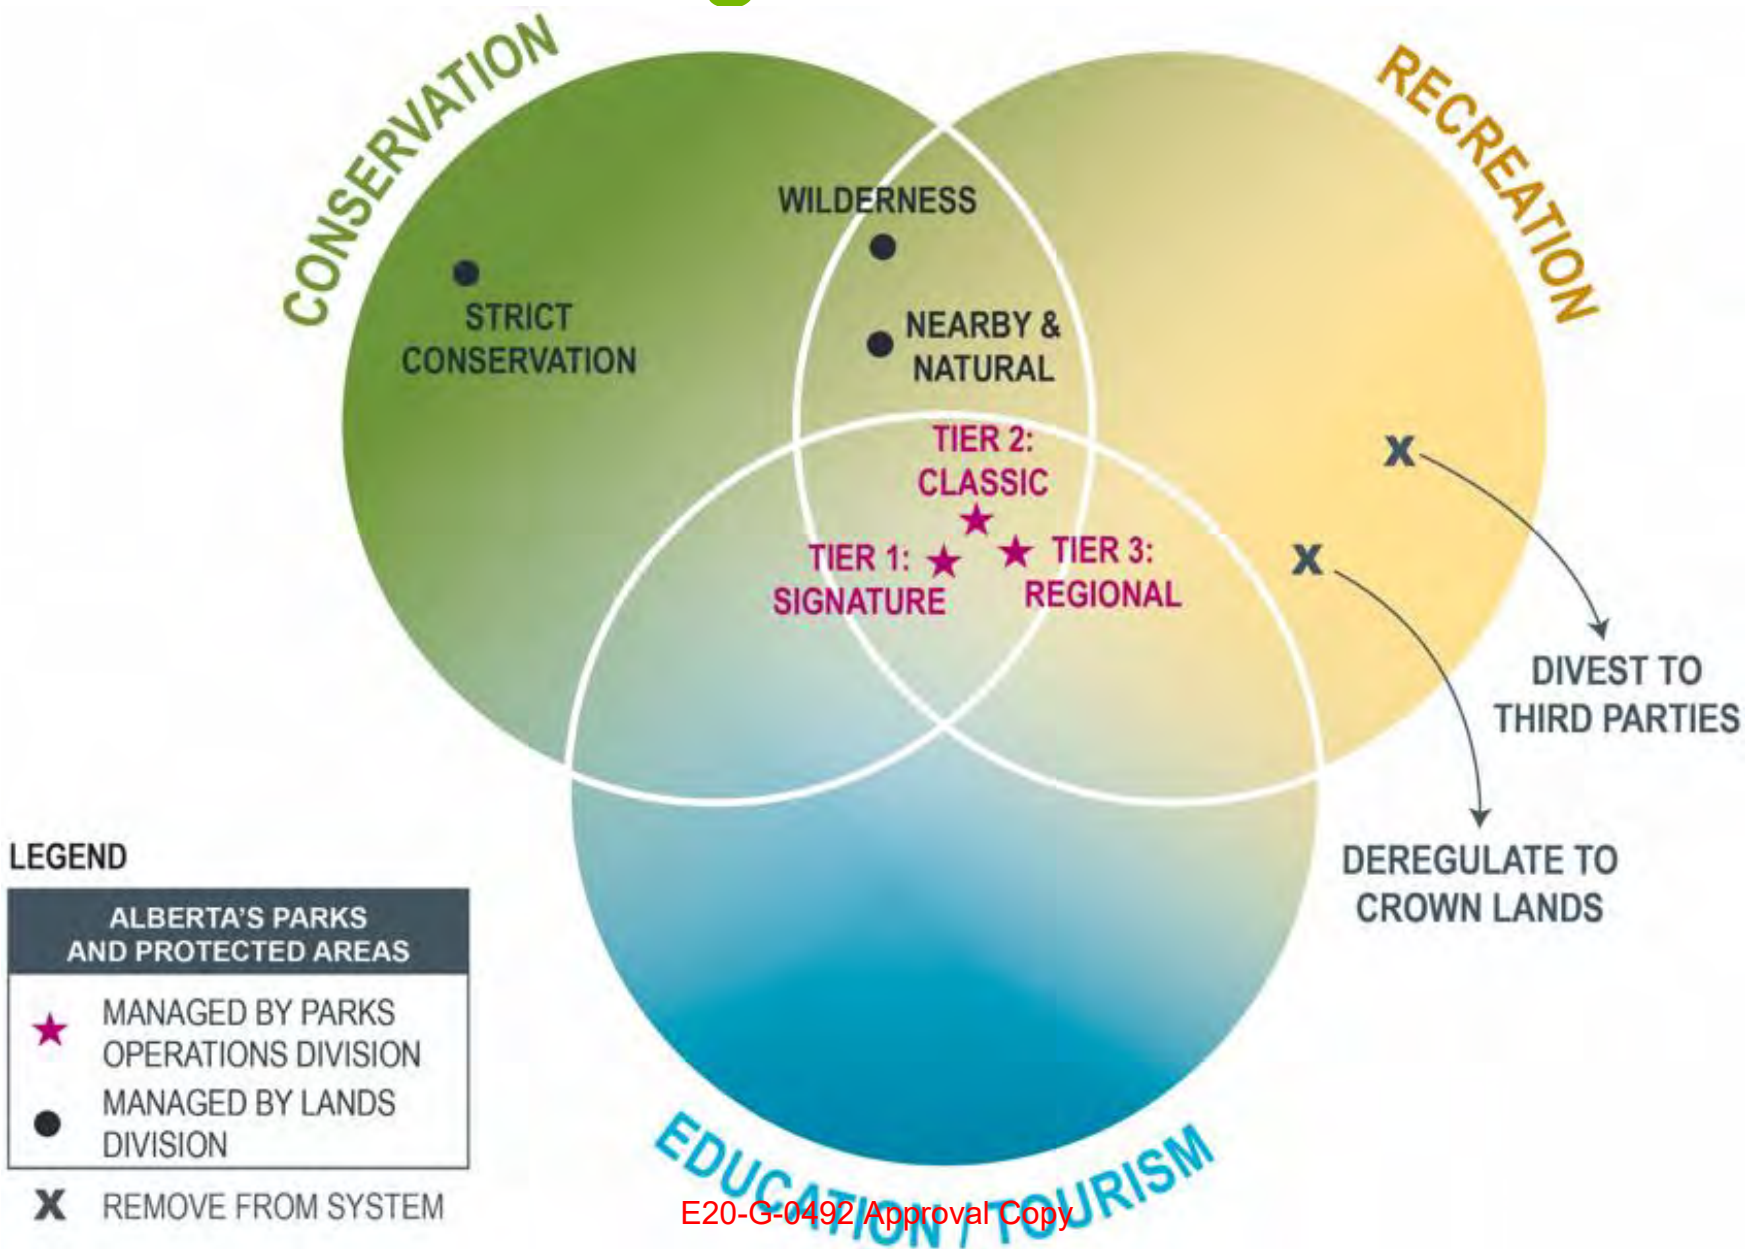 CONSERVATION
RECREATION
WILDERNESS
STRICT
CONSERVATION
NEARBY &
NATURAL
TIER 2:
CLASSIC
TIER 1:
SIGNATURE
TIER 3:
REGIONAL
X
X
DIVEST TO
THIRD PARTIES
DEREGULATE TO
CROWN LANDS
LEGEND
ALBERTA'S PARKS
AND PROTECTED AREAS
MANAGED BY PARKS
OPERATIONS DIVISION
MANAGED BY LANDS
DIVISION
X REMOVE FROM SYSTEM
EDUCATION / TOURISM
E20-G-0492 Approval Copy